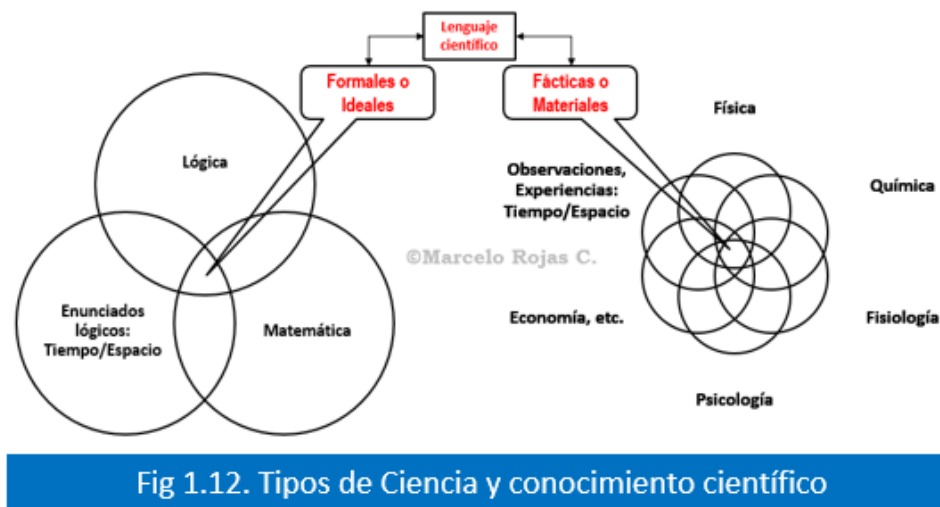 Lenguaje
científico
Formales o
Ideales
Fácticas o
Materiales
Lógica
Enunciados
lógicos:
Tiempo/Espacio
Matemática
Física
Observaciones,
Experiencias:
Tiempo/Espacio
Química
©Marcelo Rojas C.
Economía, etc.
Fisiología
Psicología
Fig 1.12. Tipos de Ciencia y conocimiento científico